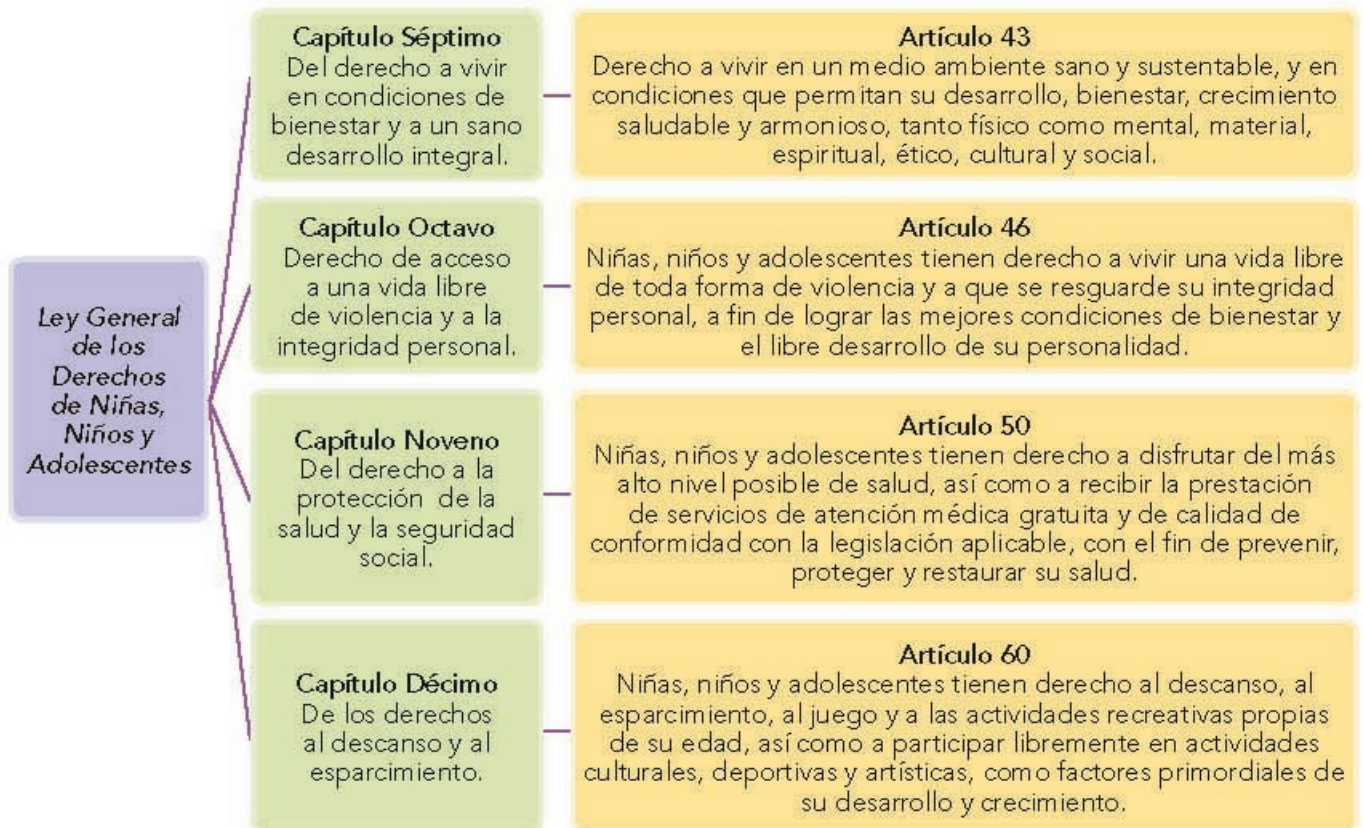 Ley General
de los
Derechos
de Niñas,
Niños y
Adolescentes
Capítulo Séptimo
Del derecho a vivir
en condiciones de
bienestar y a un sano
desarrollo integral.
Artículo 43
Derecho a vivir en un medio ambiente sano y sustentable, y en
condiciones que permitan su desarrollo, bienestar, crecimiento
saludable y armonioso, tanto físico como mental, material,
espiritual, ético, cultural y social.
Capítulo Octavo
Derecho de acceso
a una vida libre
de violencia y a la
integridad personal.
Artículo 46
Niñas, niños y adolescentes tienen derecho a vivir una vida libre
de toda forma de violencia y a que se resguarde su integridad
personal, a fin de lograr las mejores condiciones de bienestar y
el libre desarrollo de su personalidad.
Capítulo Noveno
Del derecho a la
protección de la
salud y la seguridad
social.
Artículo 50
Niñas, niños y adolescentes tienen derecho a disfrutar del más
alto nivel posible de salud, así como a recibir la prestación
de servicios de atención médica gratuita y de calidad de
conformidad con la legislación aplicable, con el fin de prevenir,
proteger y restaurar su salud.
Capítulo Décimo
De los derechos
al descanso y al
esparcimiento.
Artículo 60
Niñas, niños y adolescentes tienen derecho al descanso, al
esparcimiento, al juego y a las actividades recreativas propias
de su edad, así como a participar libremente en actividades
culturales, deportivas y artísticas, como factores primordiales de
su desarrollo y crecimiento.